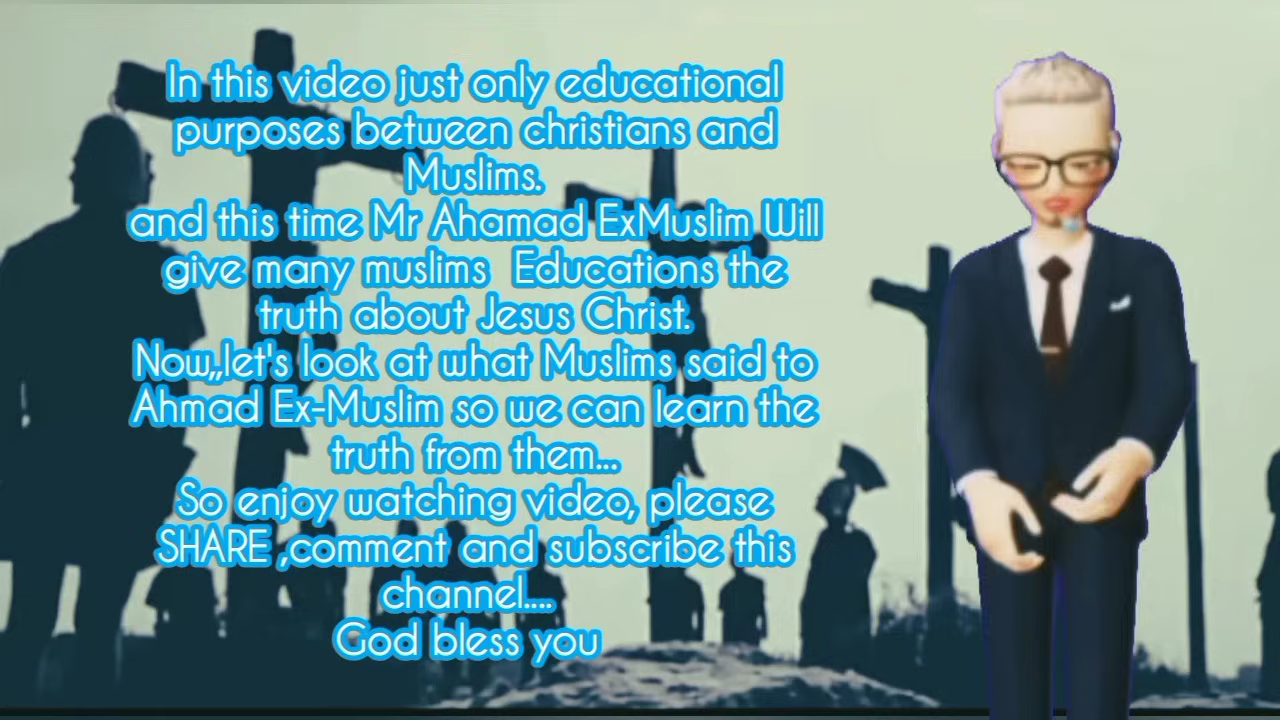 In this video just only educational
purposes between christians and
Muslims.
and this time Mr Ahamad ExMuslim Will
give many muslims  Educations the
truth about Jesus Christ.
Now,,let's look at what Muslims said to
Ahmad Ex-Muslim so we can learn the
truth from them...
So enjoy watching video, please
SHARE ,comment and subscribe this
channel....
God bless you